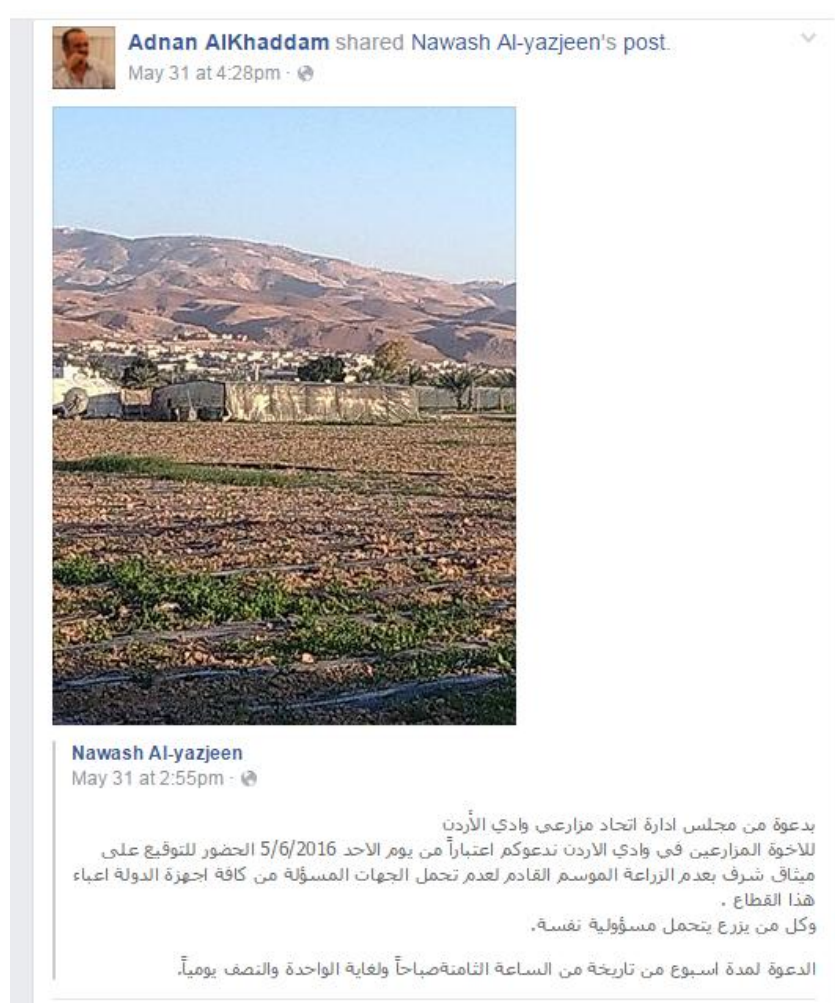 Adnan AlKhaddam shared Nawash Al-yazjeen's post.
May 31 at 4:28pm ·
Nawash Al-yazjeen
May 31 at 2:55pm ·
بدعوة من مجلس ادارة اتحاد مزارعي وادي الأردن
للاخوة المزارعين في وادي الاردن ندعوكم اعتباراً من يوم الاحد 5/6/2016 الحضور للتوقيع على
ميثاق شرف بعدم الزراعة الموسم القادم لعدم تحمل الجهات المسؤلة من كافة اجهزة الدولة اعباء
هذا القطاع .
وكل من يزرع يتحمل مسؤولية نفسة.
الدعوة لمدة اسبوع من تاريخة من الساعة الثامنةصباحاً ولغاية الواحدة والنصف يومياً.